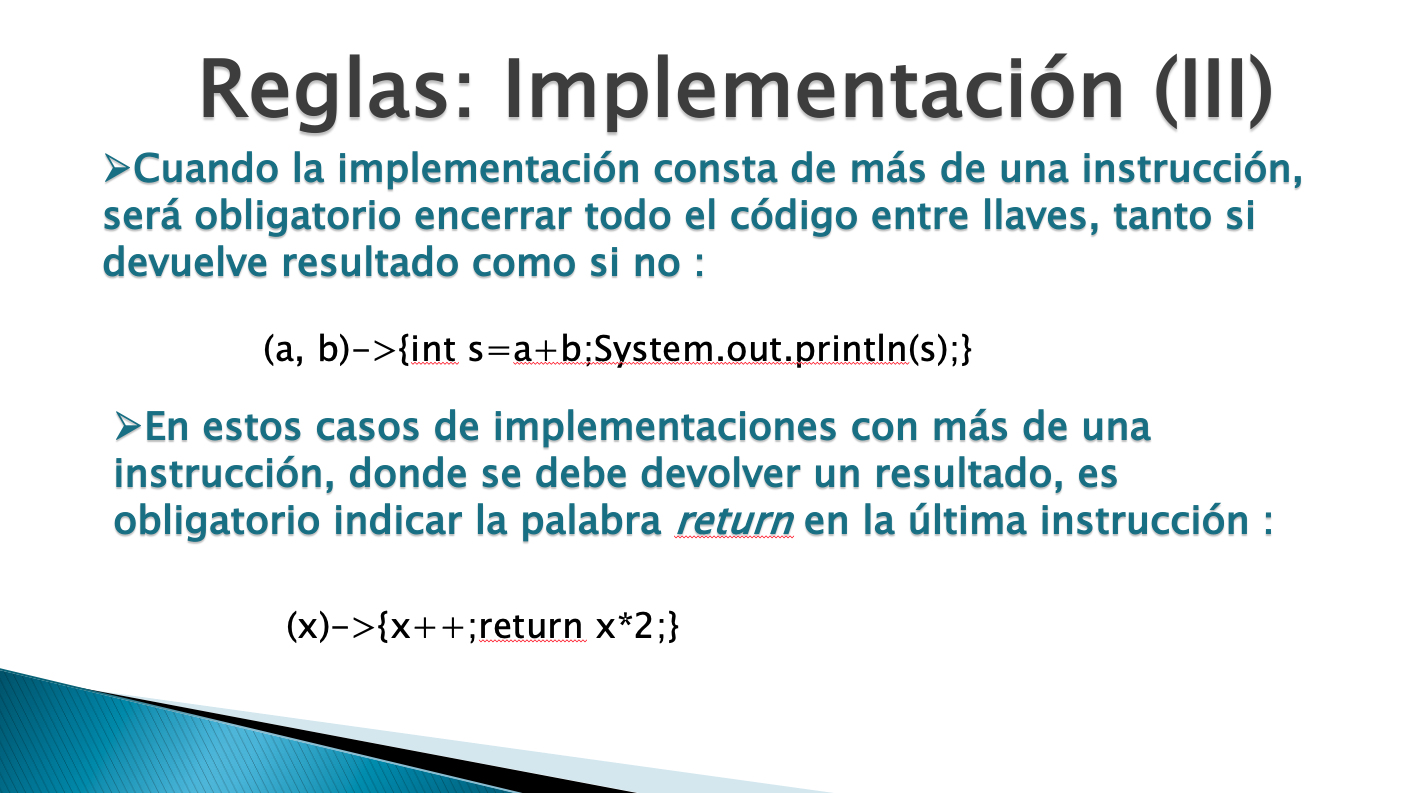 Reglas: Implementación (III)
➢Cuando la implementación consta de más de una instrucción,
será obligatorio encerrar todo el código entre llaves, tanto si
devuelve resultado como si no :
(a, b)->{int s=a+b;System.out.println(s);}
➢En estos casos de implementaciones con más de una
instrucción, donde se debe devolver un resultado, es
obligatorio indicar la palabra return en la última instrucción :
(x)->{x++;return x*2;}